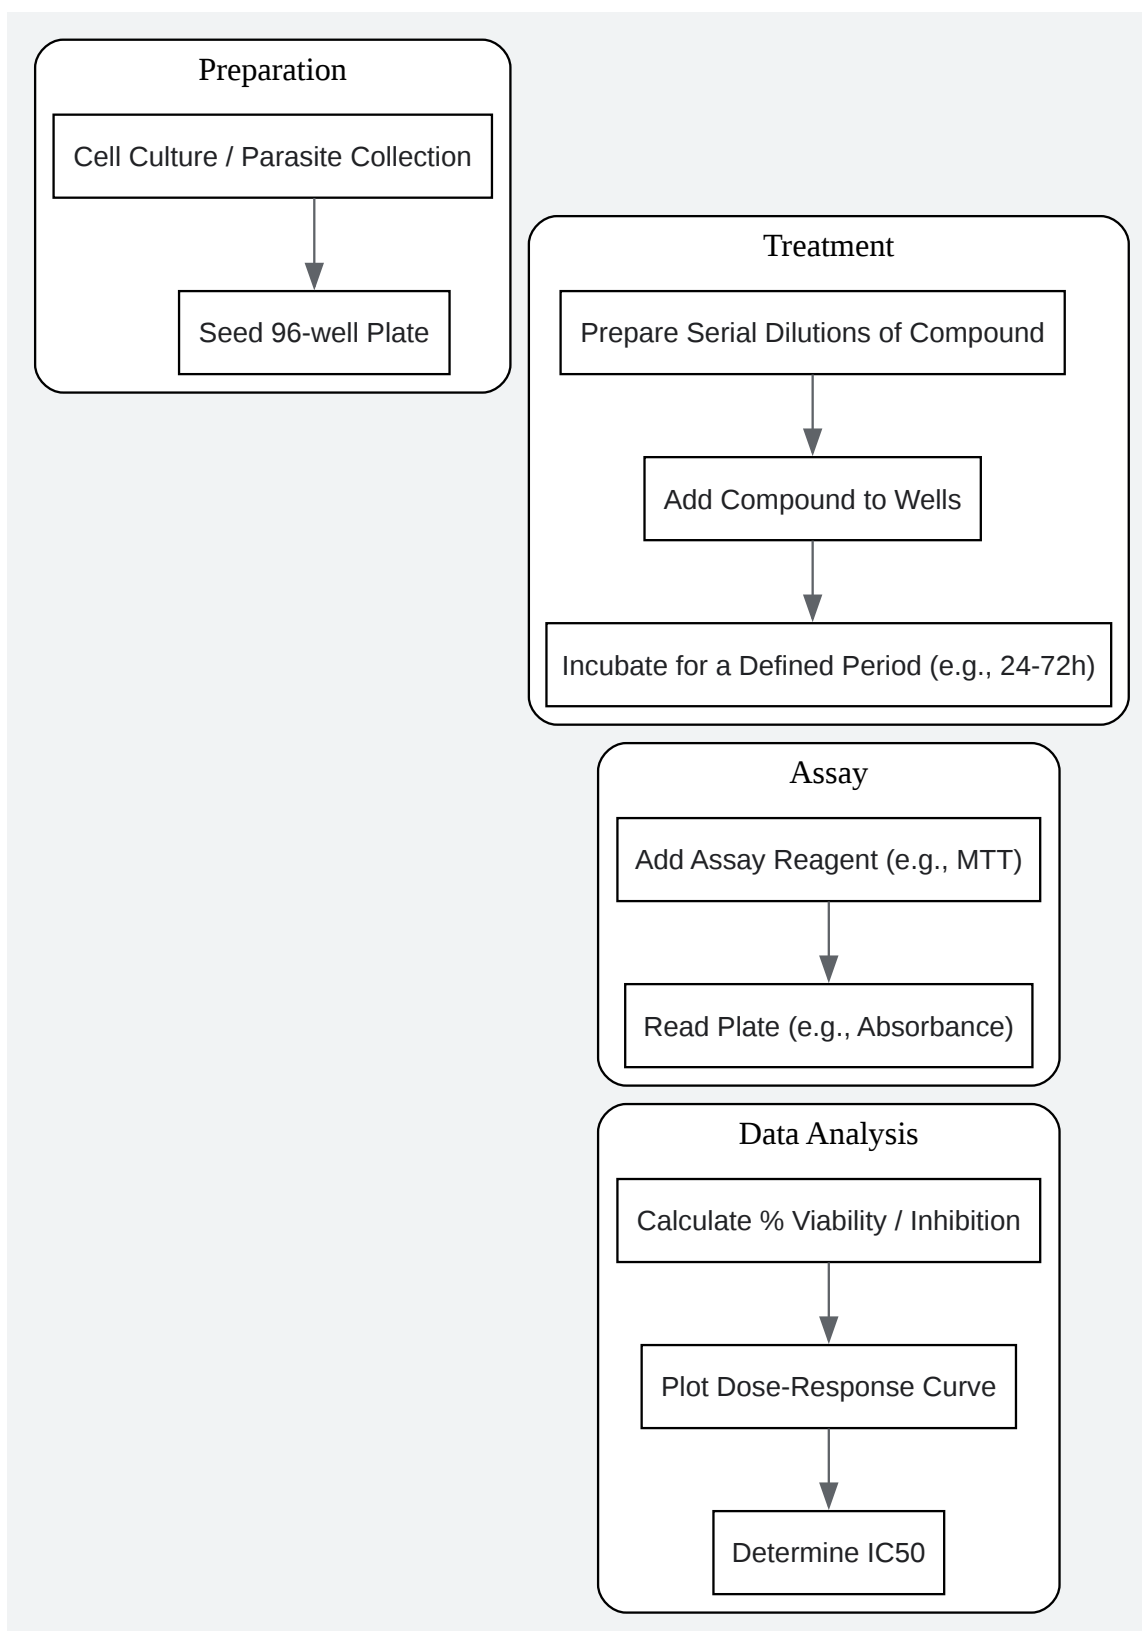 Preparation
Cell Culture / Parasite Collection
Seed 96-well Plate
Treatment
Prepare Serial Dilutions of Compound
Add Compound to Wells
Incubate for a Defined Period (e.g., 24-72h)
Assay
Add Assay Reagent (e.g., MTT)
Read Plate (e.g., Absorbance)
Data Analysis
Calculate % Viability / Inhibition
Plot Dose-Response Curve
Determine IC50